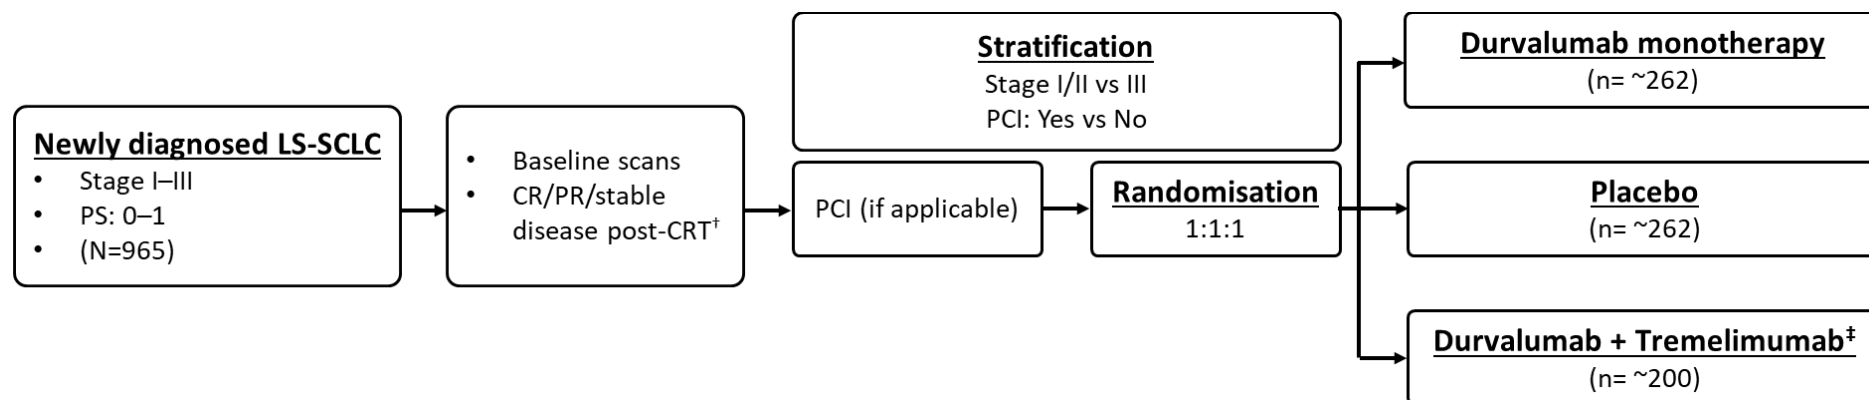 Newly diagnosed LS-SCLC
• Stage I–III
• PS: 0–1
• (N=965)
• Baseline scans
• CR/PR/stable
disease post-CRT†
Stratification
Stage I/II vs III
PCI: Yes vs No
PCI (if applicable)
Randomisation
1:1:1
Durvalumab monotherapy
(n= ~262)
Placebo
(n= ~262)
Durvalumab + Tremelimumab‡
(n= ~200)